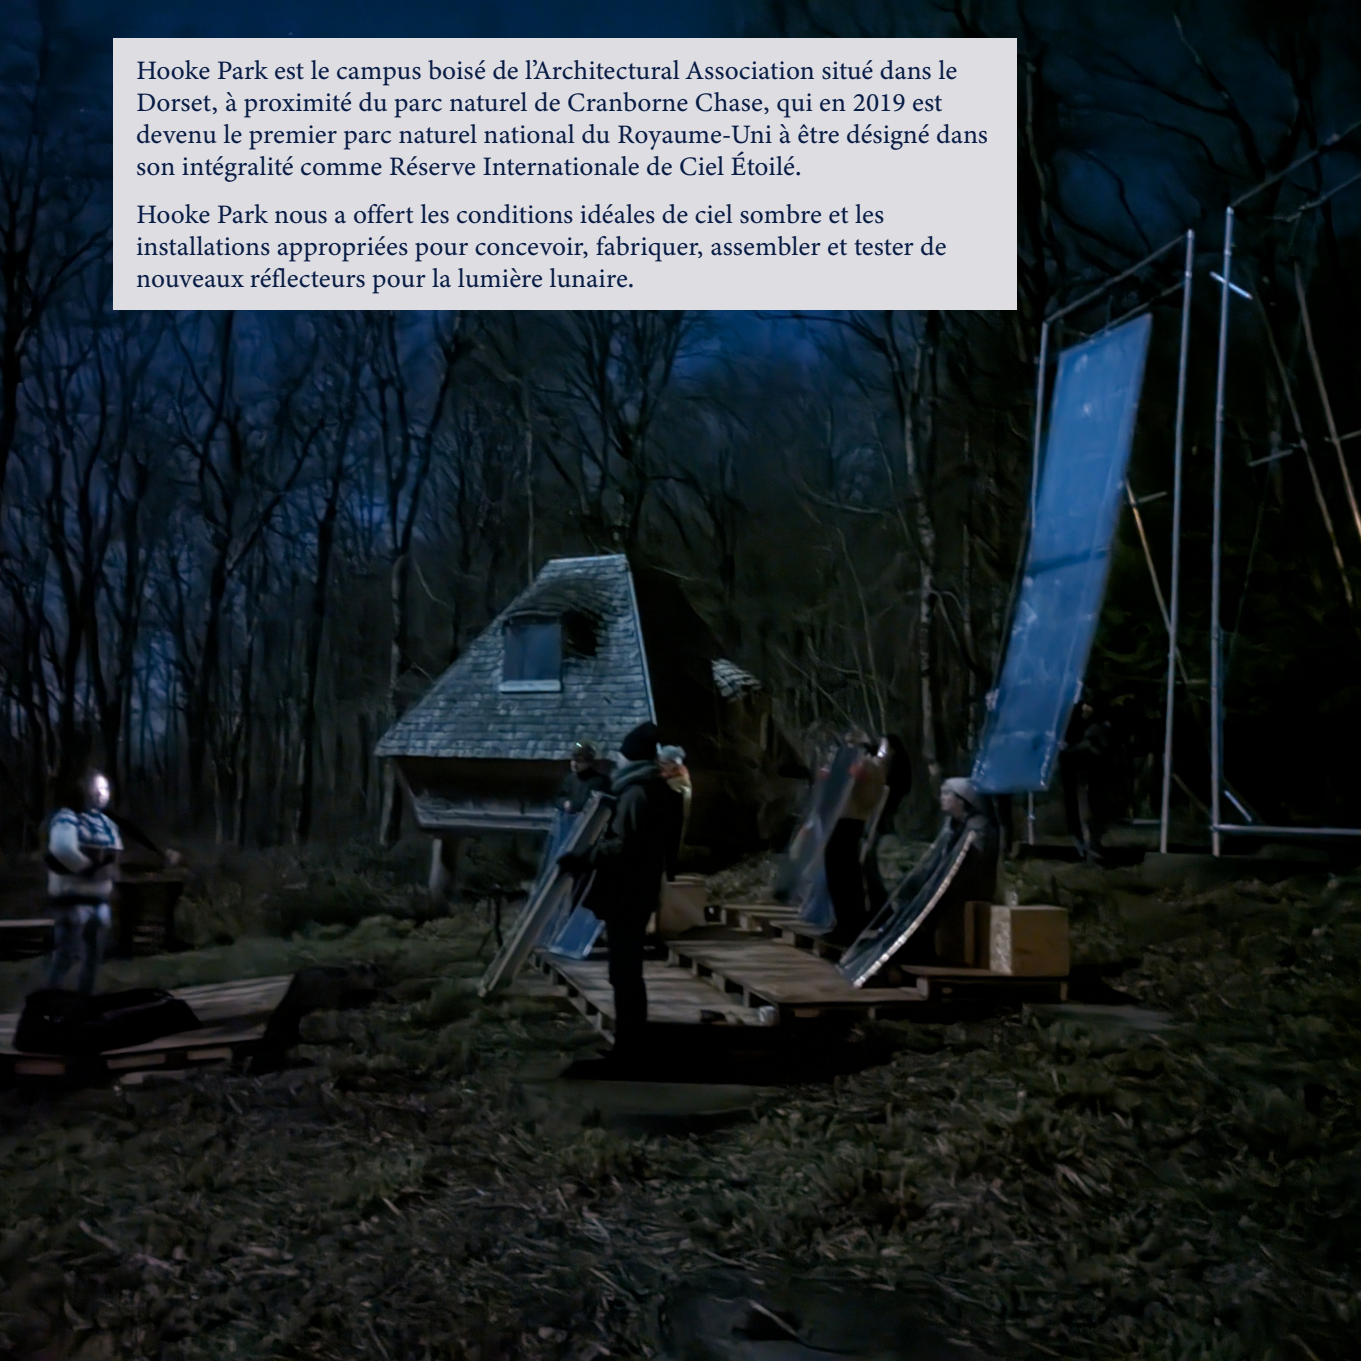 Hooke Park est le campus boisé de l'Architectural Association situé dans le
Dorset, à proximité du parc naturel de Cranborne Chase, qui en 2019 est
devenu le premier parc naturel national du Royaume-Uni à être désigné dans
son intégralité comme Réserve Internationale de Ciel Étoilé.
Hooke Park nous a offert les conditions idéales de ciel sombre et les
installations appropriées pour concevoir, fabriquer, assembler et tester de
nouveaux réflecteurs pour la lumière lunaire.